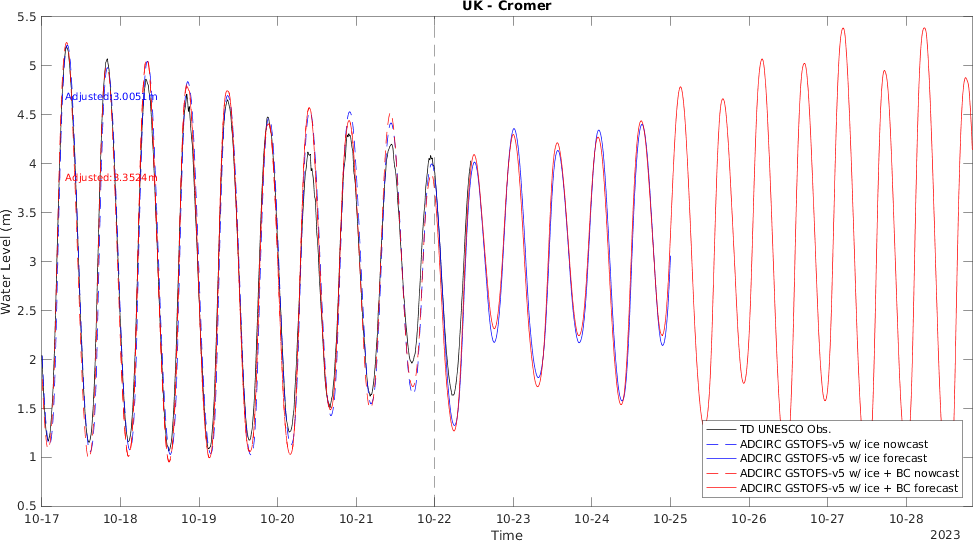 UK - Cromer
5.5
5
4.5
4
3.5
3
2.5
2
1.5
1
0.5
Water Level (m)
Adjusted:3.0051m
Adjusted:3.3524m
TD UNESCO Obs.
ADCIRC GSTOFS-v5 w/ ice nowcast
ADCIRC GSTOFS-v5 w/ ice forecast
ADCIRC GSTOFS-v5 w/ ice + BC nowcast
ADCIRC GSTOFS-v5 w/ ice + BC forecast
10-17 10-18 10-19 10-20 10-21 10-22 10-23 10-24 10-25 10-26 10-27 10-28
Time
2023